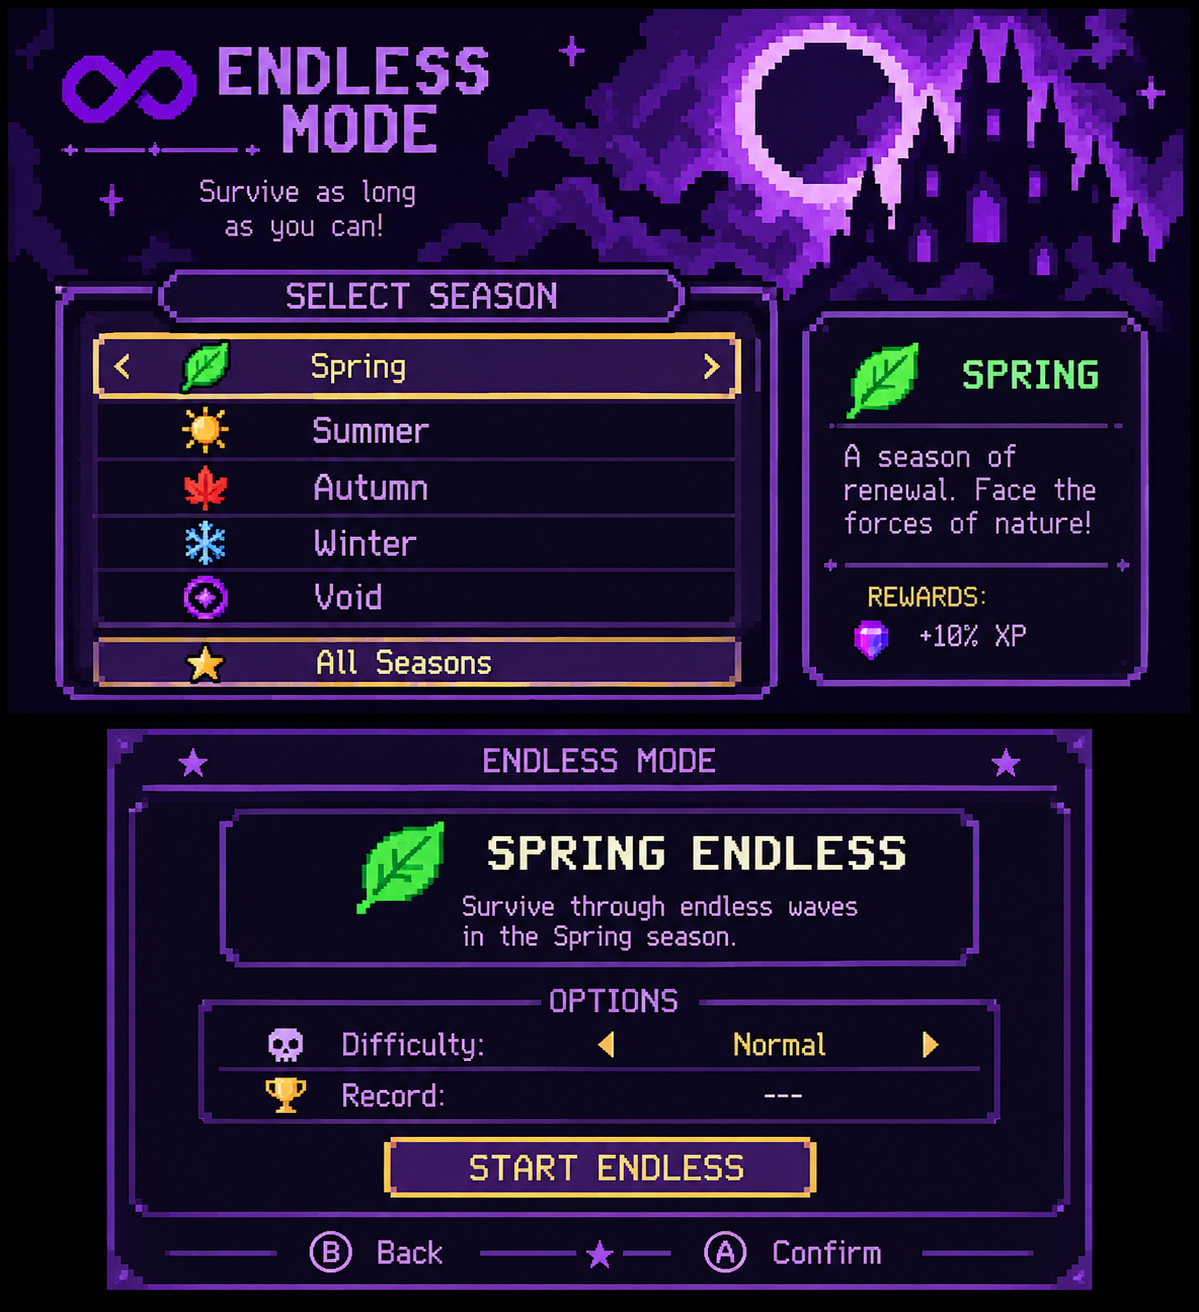 ENDLESS
MODE
Survive as long
as you can!
SELECT SEASON
< Spring >
Summer
Autumn
Winter
Void
All Seasons
SPRING
A season of
renewal. Face the
forces of nature!
REWARDS:
+10% XP
ENDLESS MODE
SPRING ENDLESS
Survive through endless waves
in the Spring season.
OPTIONS
Difficulty: Normal
Record: ---
START ENDLESS
B Back A Confirm